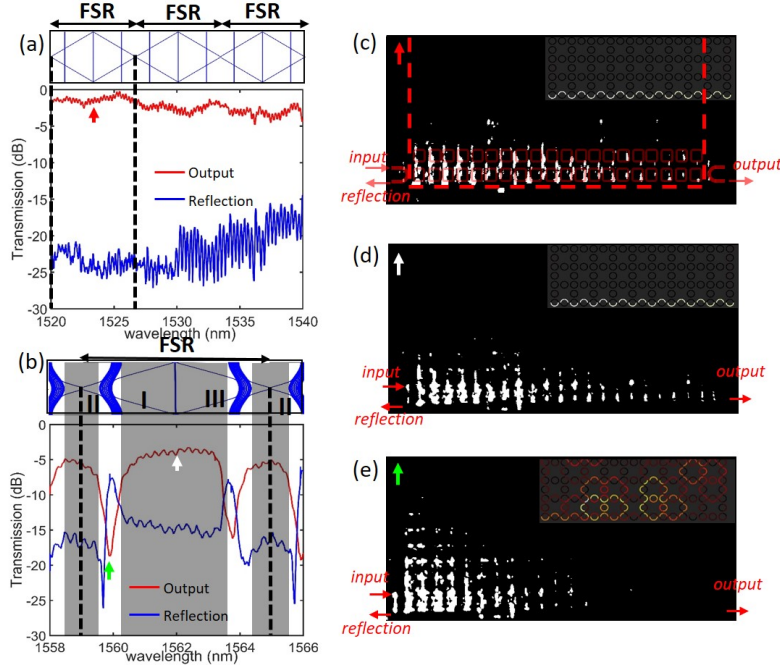 FSR FSR FSR
(a)
0
-5
-10
-15
-20
-25
-30
Transmission (dB)
Output
Reflection
1520 1525 1530 1535 1540
wavelength (nm)
FSR
(b)
II I III II
0
-5
-10
-15
-20
-25
-30
Transmission (dB)
Output
Reflection
1558 1560 1562 1564 1566
wavelength (nm)
(c)
input
reflection
output
(d)
input
reflection
output
(e)
input
reflection
output